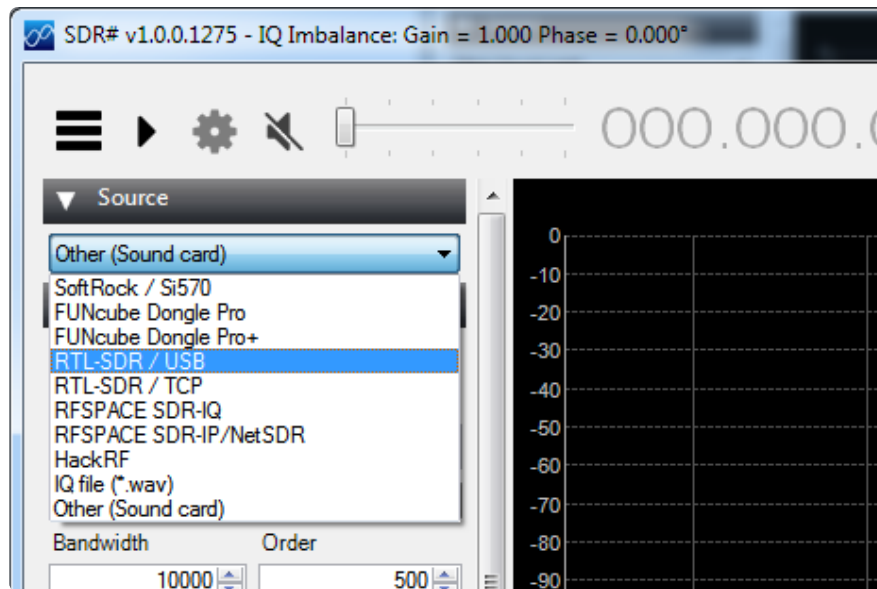 SDR# v1.0.0.1275 - IQ Imbalance: Gain = 1.000 Phase = 0.000°
000.000.0
Source
Other (Sound card)
SoftRock / Si570
FUNcube Dongle Pro
FUNcube Dongle Pro+
RTL-SDR / USB
RTL-SDR / TCP
RFSPACE SDR-IQ
RFSPACE SDR-IP/NetSDR
HackRF
IQ file (*.wav)
Other (Sound card)
Bandwidth Order
10000 500
0
-10
-20
-30
-40
-50
-60
-70
-80
-90